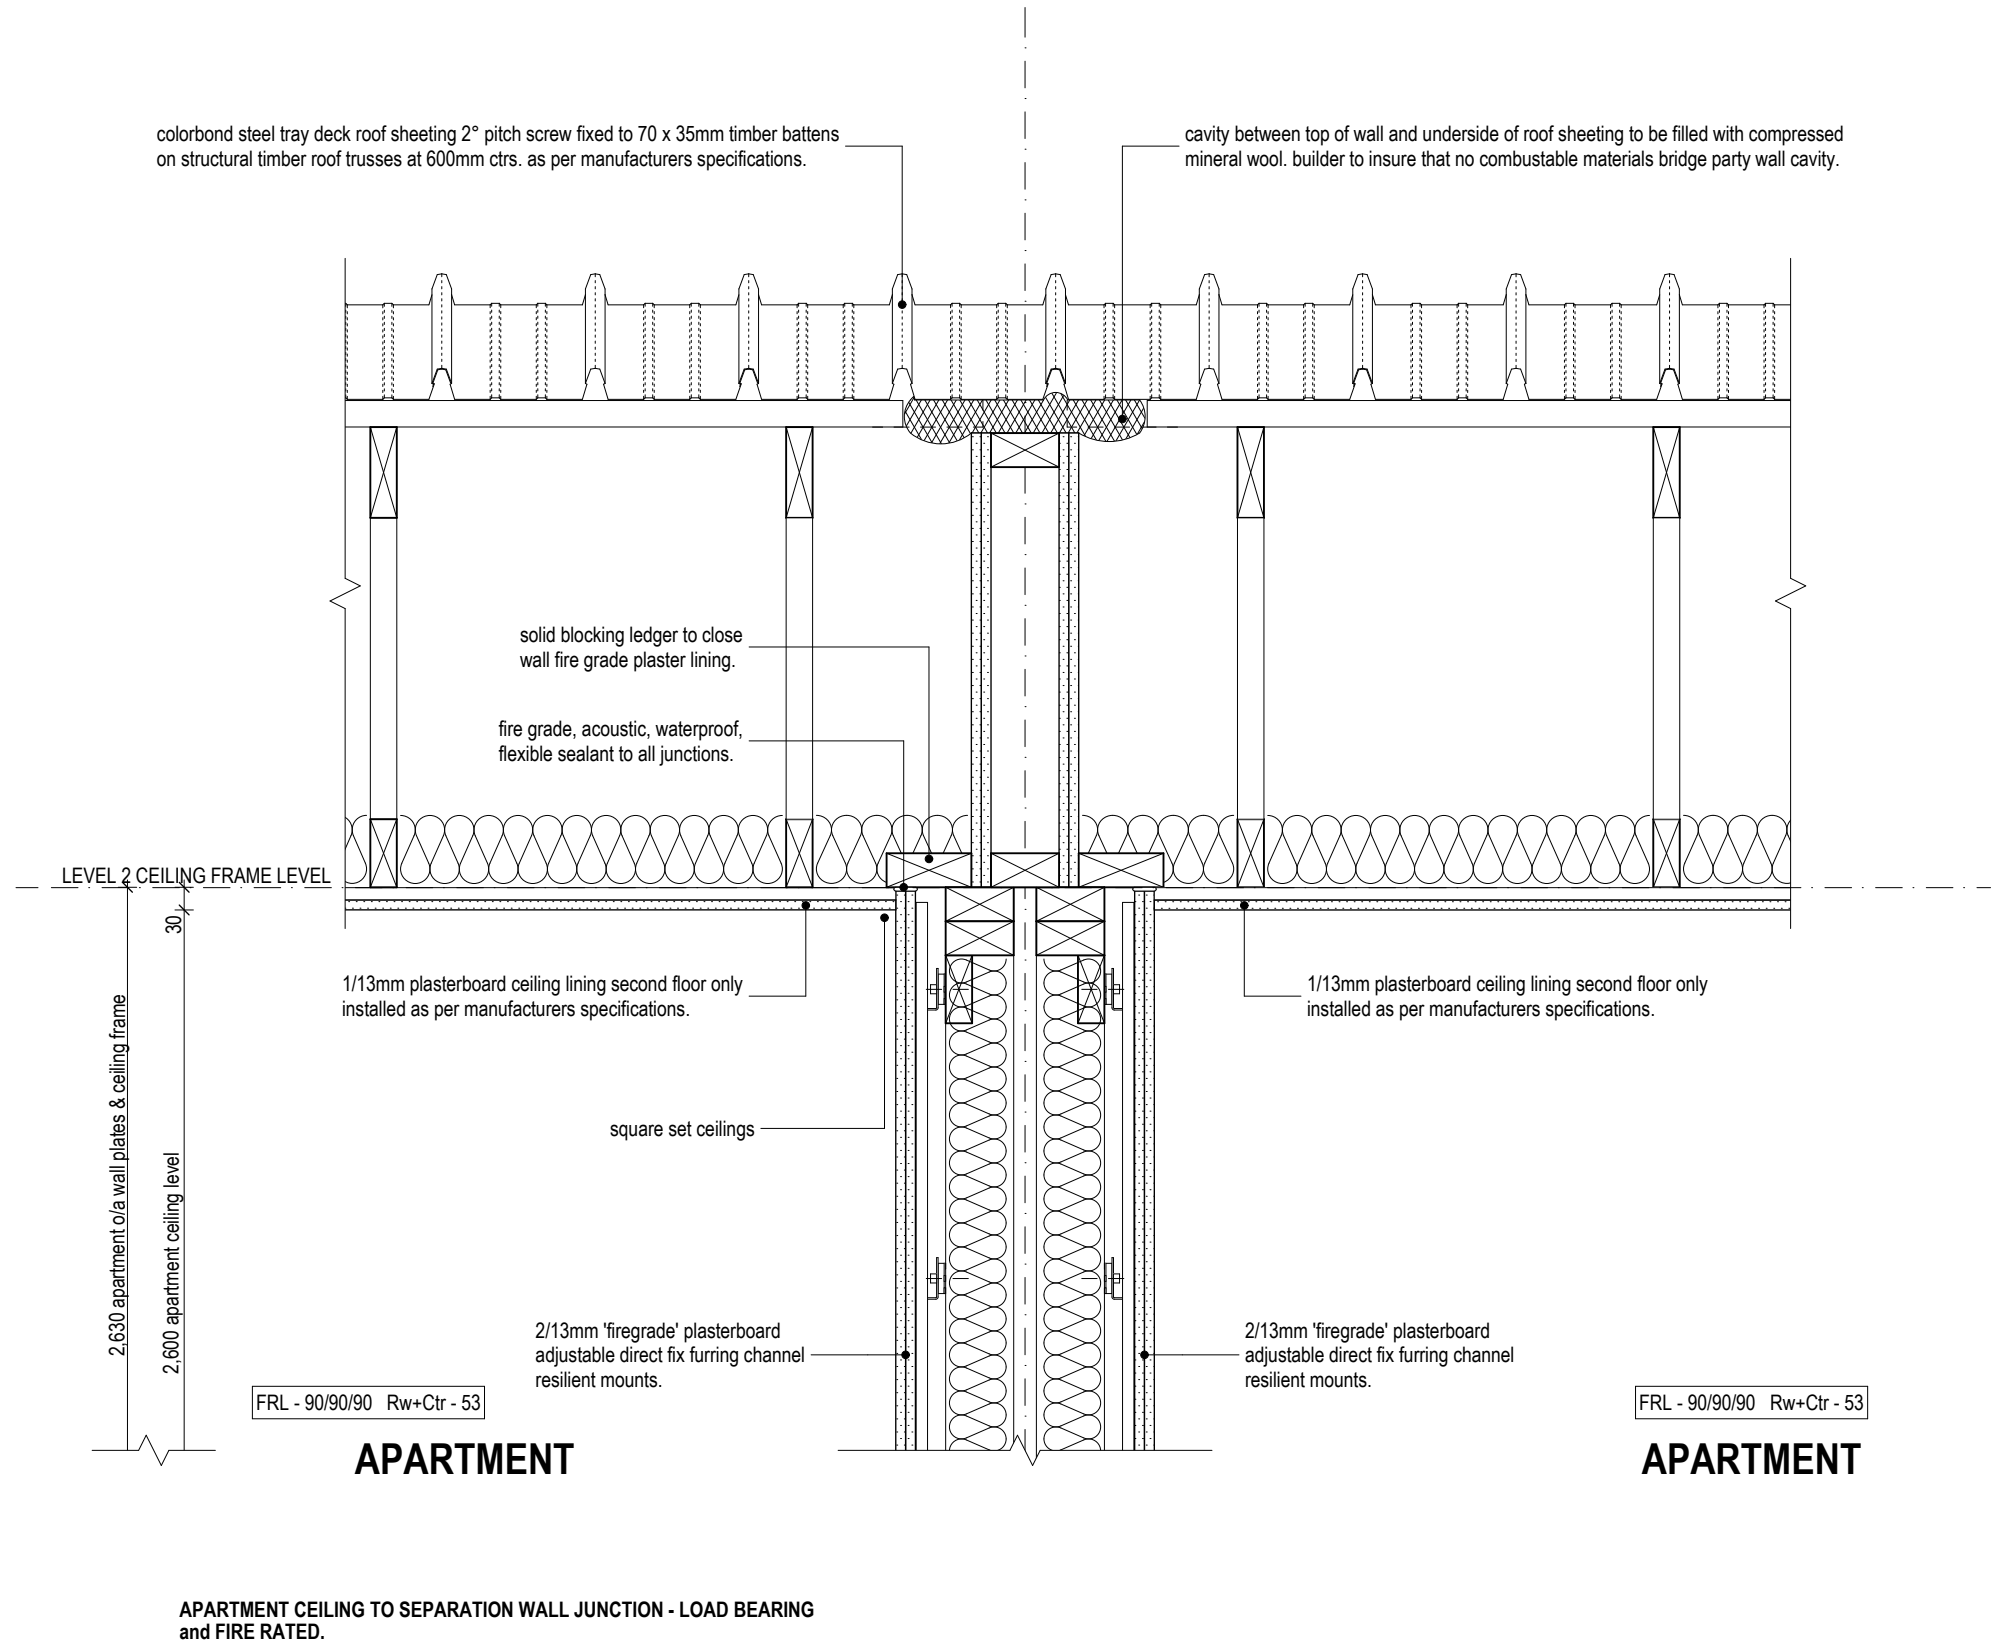 colorbond steel tray deck roof sheeting 2° pitch screw fixed to 70 x 35mm timber battens
on structural timber roof trusses at 600mm ctrs. as per manufacturers specifications.
cavity between top of wall and underside of roof sheeting to be filled with compressed
mineral wool. builder to insure that no combustable materials bridge party wall cavity.
solid blocking ledger to close
wall fire grade plaster lining.
fire grade, acoustic, waterproof,
flexible sealant to all junctions.
LEVEL 2 CEILING FRAME LEVEL
30
2,630 apartment o/a wall plates & ceiling frame
2,600 apartment ceiling level
1/13mm plasterboard ceiling lining second floor only
installed as per manufacturers specifications.
1/13mm plasterboard ceiling lining second floor only
installed as per manufacturers specifications.
square set ceilings
2/13mm 'firegrade' plasterboard
adjustable direct fix furring channel
resilient mounts.
2/13mm 'firegrade' plasterboard
adjustable direct fix furring channel
resilient mounts.
FRL - 90/90/90 Rw+Ctr - 53
APARTMENT
FRL - 90/90/90 Rw+Ctr - 53
APARTMENT
APARTMENT CEILING TO SEPARATION WALL JUNCTION - LOAD BEARING
and FIRE RATED.